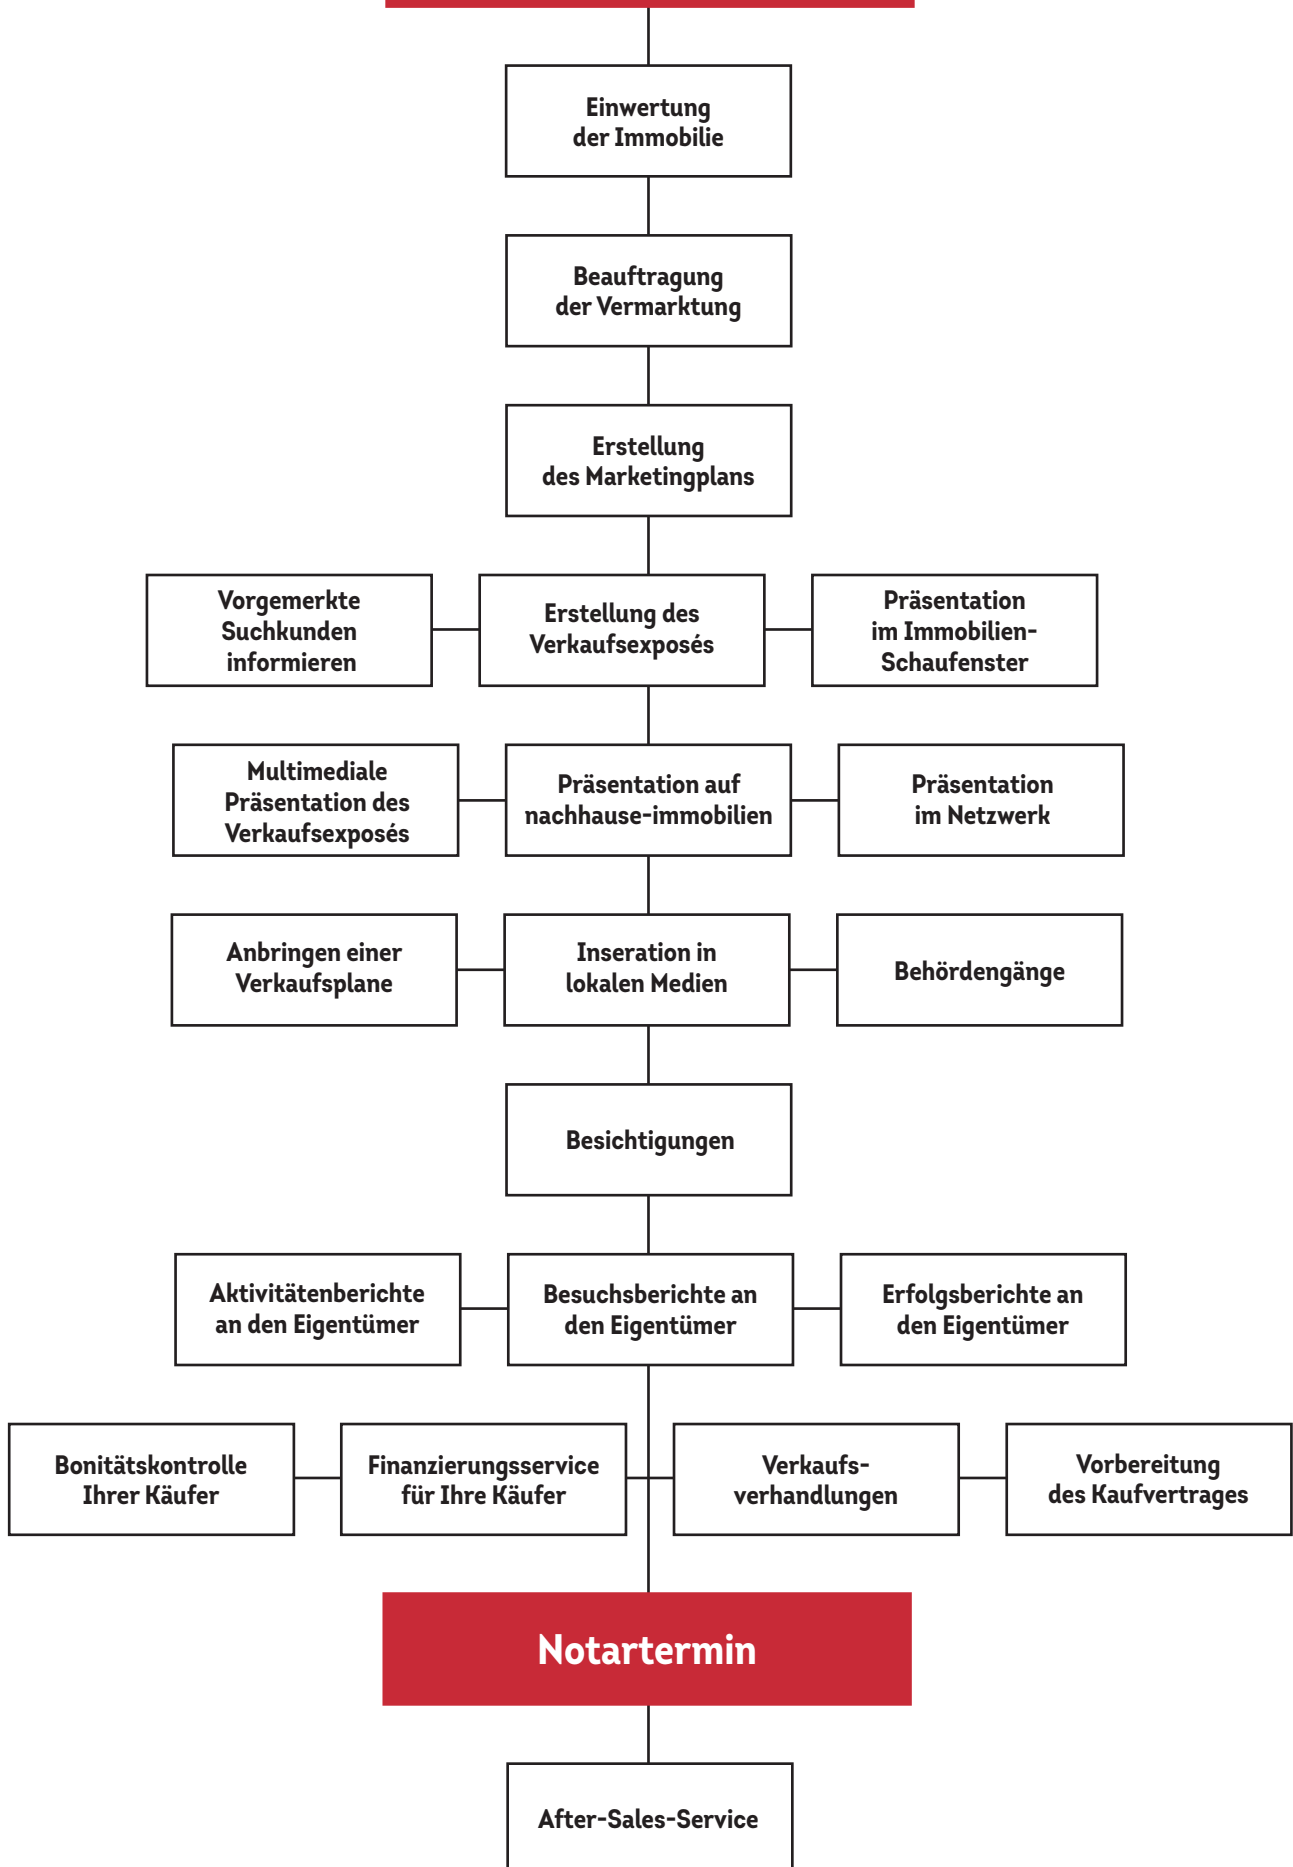 Einwertung
der Immobilie
Beauftragung
der Vermarktung
Erstellung
des Marketingplans
Vorgemerkte
Suchkunden
informieren
Erstellung des
Verkaufsexposés
Präsentation
im Immobilien-
Schaufenster
Multimediale
Präsentation des
Verkaufsexposés
Präsentation auf
nachhause-immobilien
Präsentation
im Netzwerk
Anbringen einer
Verkaufsplane
Inseration in
lokalen Medien
Behördengänge
Besichtigungen
Aktivitätenberichte
an den Eigentümer
Besuchsberichte an
den Eigentümer
Erfolgsberichte an
den Eigentümer
Bonitätskontrolle
Ihrer Käufer
Finanzierungsservice
für Ihre Käufer
Verkaufs-
verhandlungen
Vorbereitung
des Kaufvertrages
Notartermin
After-Sales-Service